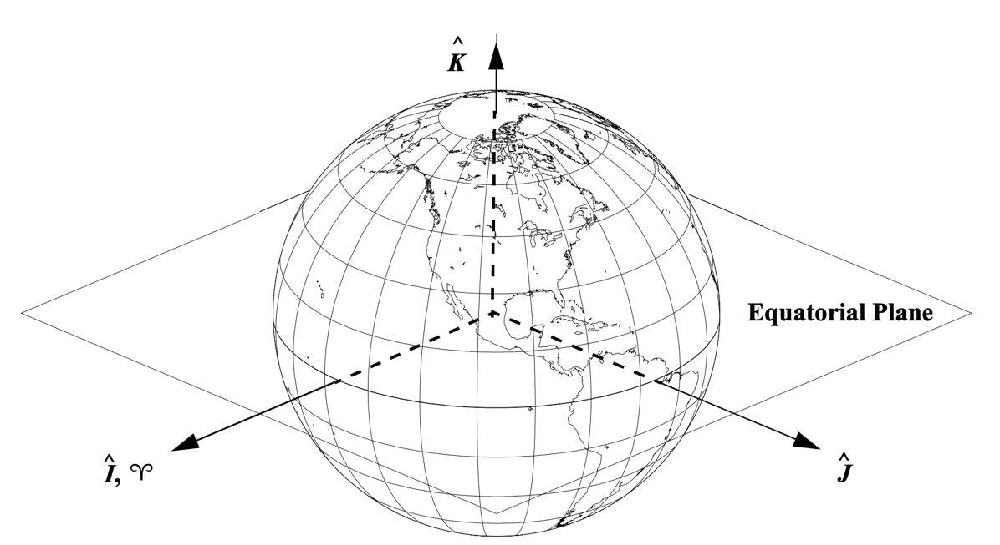 K̂
Equatorial Plane
Î, ♈
Ĵ